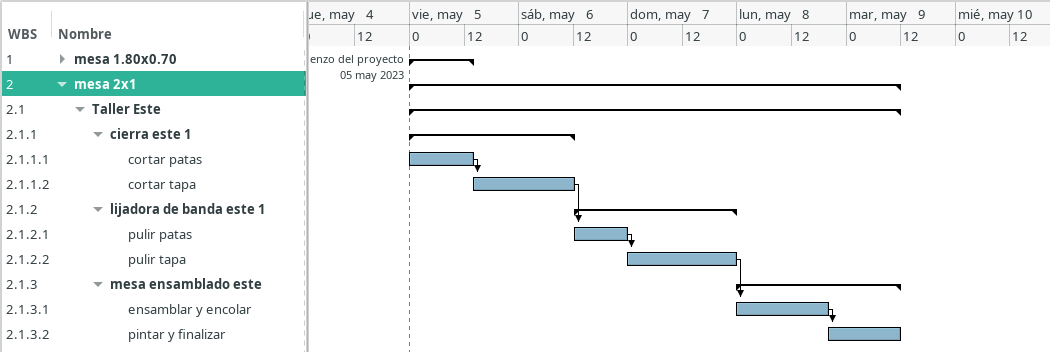 ue, may 4 vie, may 5 sáb, may 6 dom, may 7 lun, may 8 mar, may 9 mié, may 10
WBS Nombre 0 12 0 12 0 12 0 12 0 12 0 12 0 12
1 mesa 1.80x0.70 enzo del proyecto
05 may 2023
2 mesa 2x1
2.1 Taller Este
2.1.1 cierra este 1
2.1.1.1 cortar patas
2.1.1.2 cortar tapa
2.1.2 lijadora de banda este 1
2.1.2.1 pulir patas
2.1.2.2 pulir tapa
2.1.3 mesa ensamblado este
2.1.3.1 ensamblar y encolar
2.1.3.2 pintar y finalizar